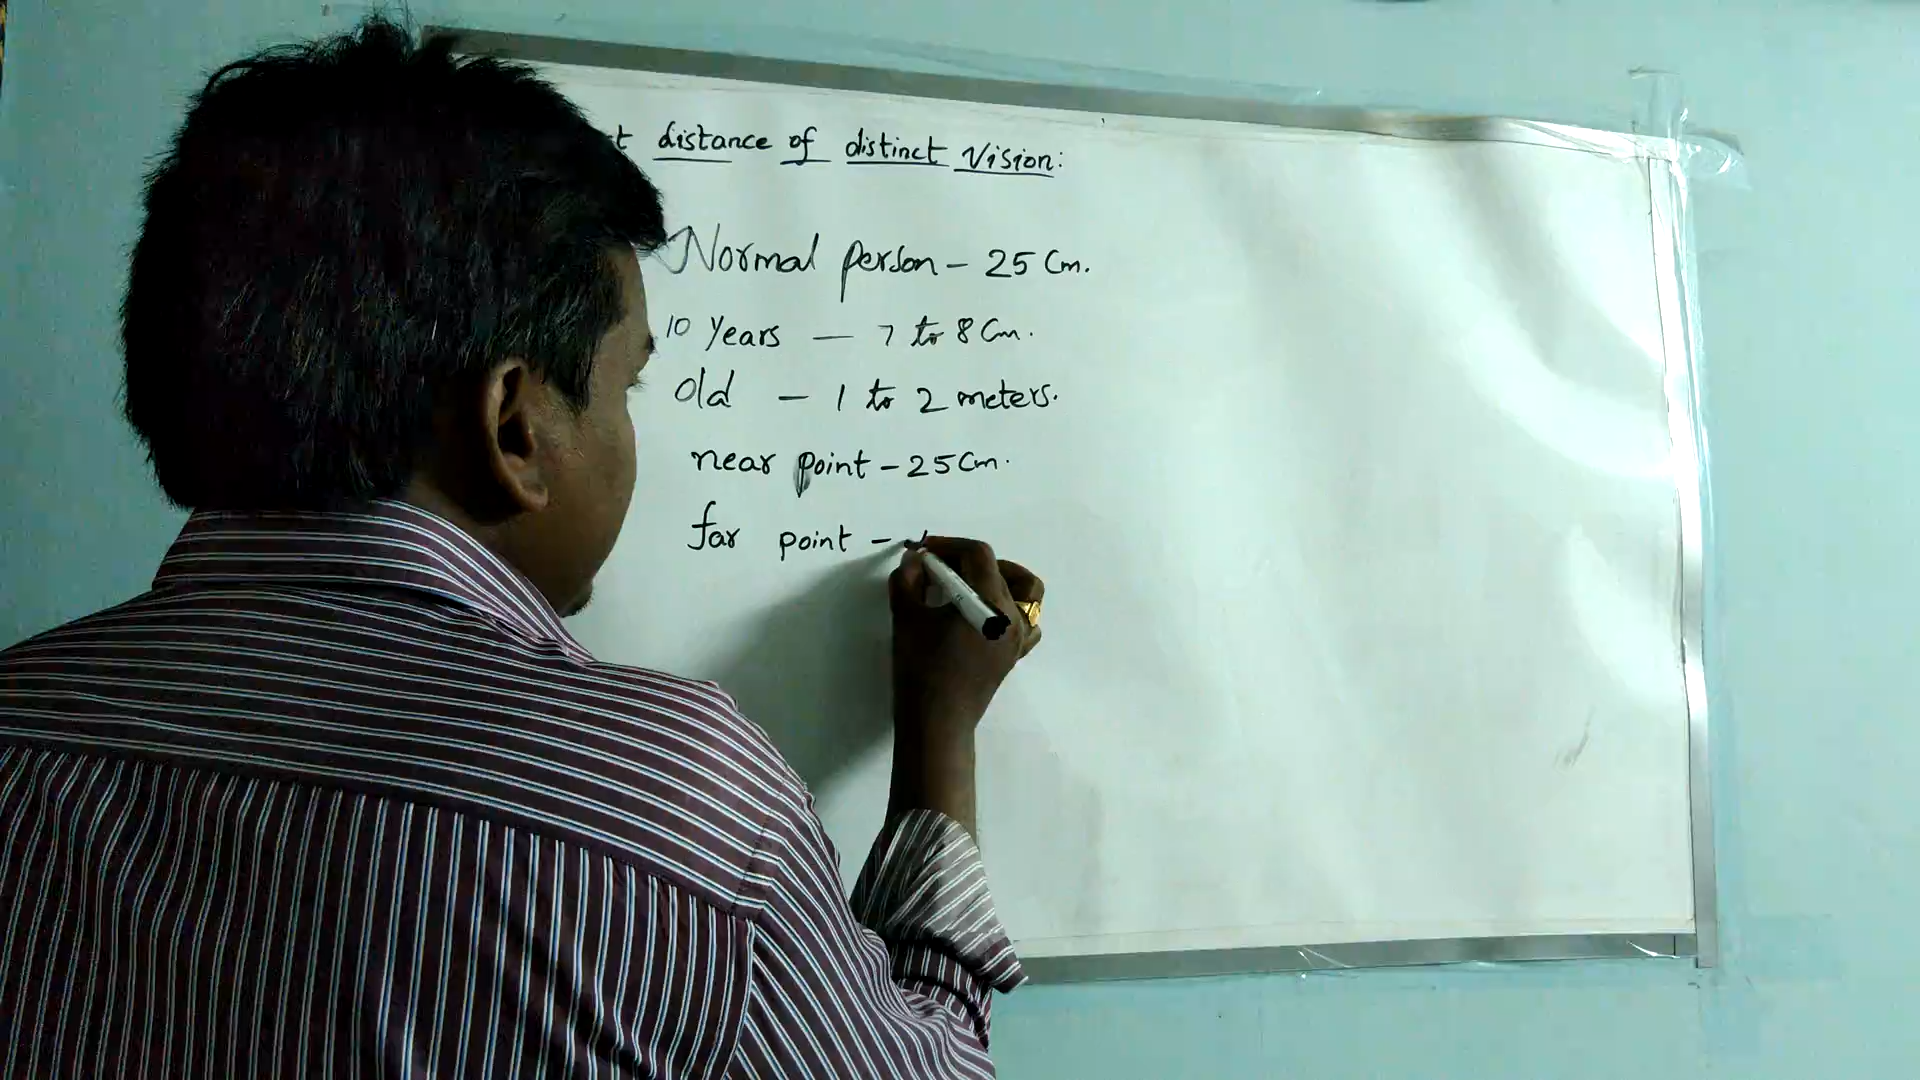 distance of distinct Vision:
Normal person - 25 Cm.
10 years - 7 to 8 Cm.
Old - 1 to 2 meters.
near point - 25 Cm.
far point -